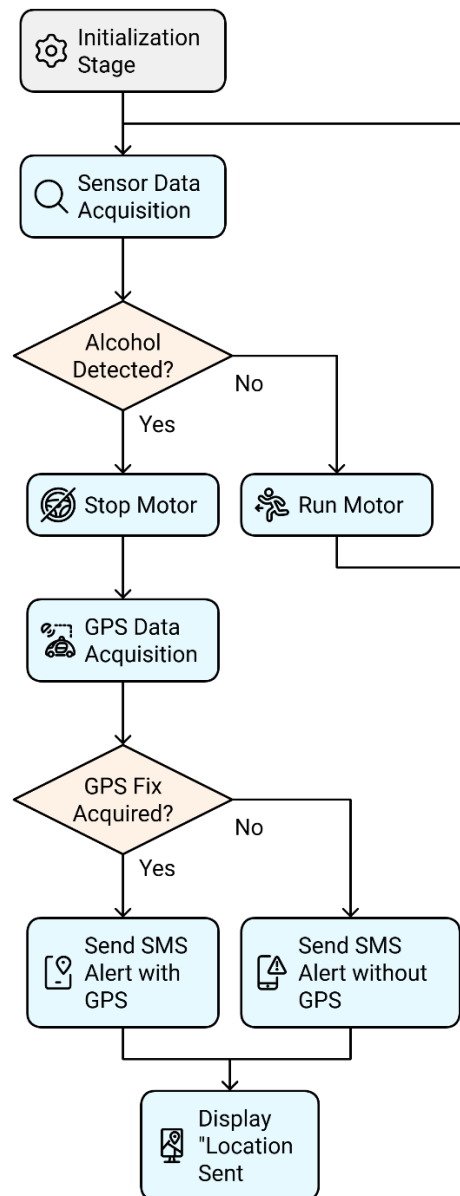 Initialization
Stage
Sensor Data
Acquisition
Alcohol
Detected?
No
Yes
Stop Motor
Run Motor
GPS Data
Acquisition
GPS Fix
Acquired?
No
Yes
Send SMS
Alert with
GPS
Send SMS
Alert without
GPS
Display
"Location
Sent